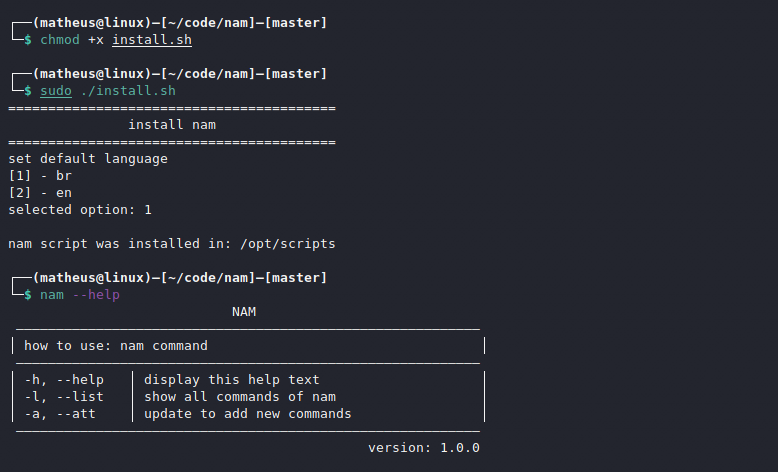 ┌──(matheus@linux)–[~/code/nam]–[master]
└─$ chmod +x install.sh
┌──(matheus@linux)–[~/code/nam]–[master]
└─$ sudo ./install.sh
=========================================
install nam
=========================================
set default language
[1] - br
[2] - en
selected option: 1
nam script was installed in: /opt/scripts
┌──(matheus@linux)–[~/code/nam]–[master]
└─$ nam --help
NAM
how to use: nam command
-h, --help | display this help text
-l, --list | show all commands of nam
-a, --att | update to add new commands
version: 1.0.0